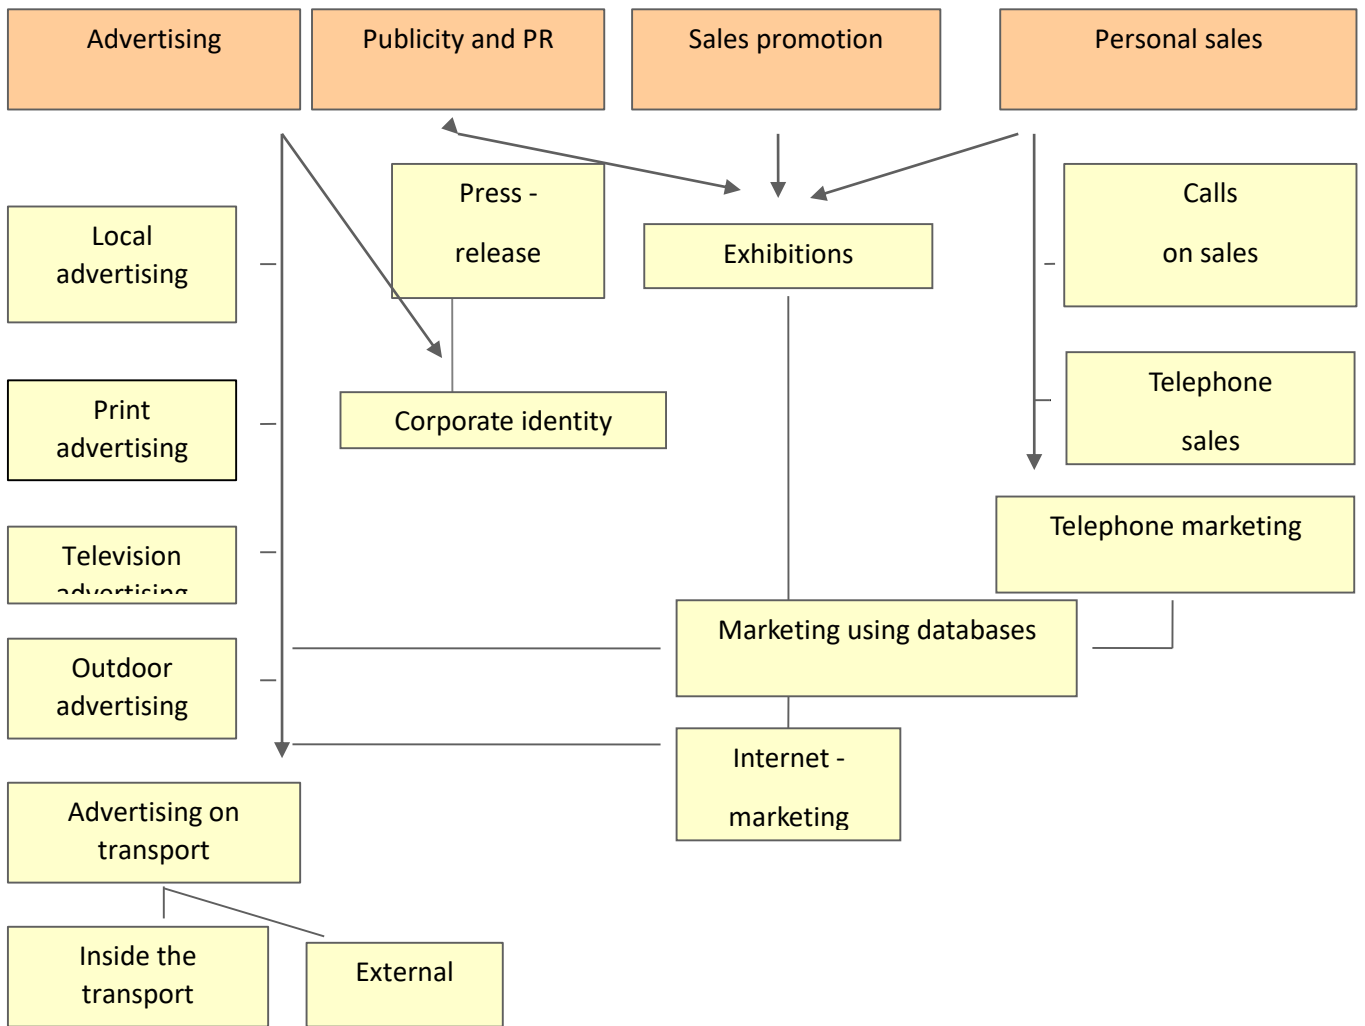 Advertising
Publicity and PR
Sales promotion
Personal sales
Local
advertising
Press -
release
Exhibitions
Calls
on sales
Print
advertising
Corporate identity
Telephone
sales
Television
advertising
Telephone marketing
Outdoor
advertising
Marketing using databases
Internet -
marketing
Advertising on
transport
Inside the
transport
External